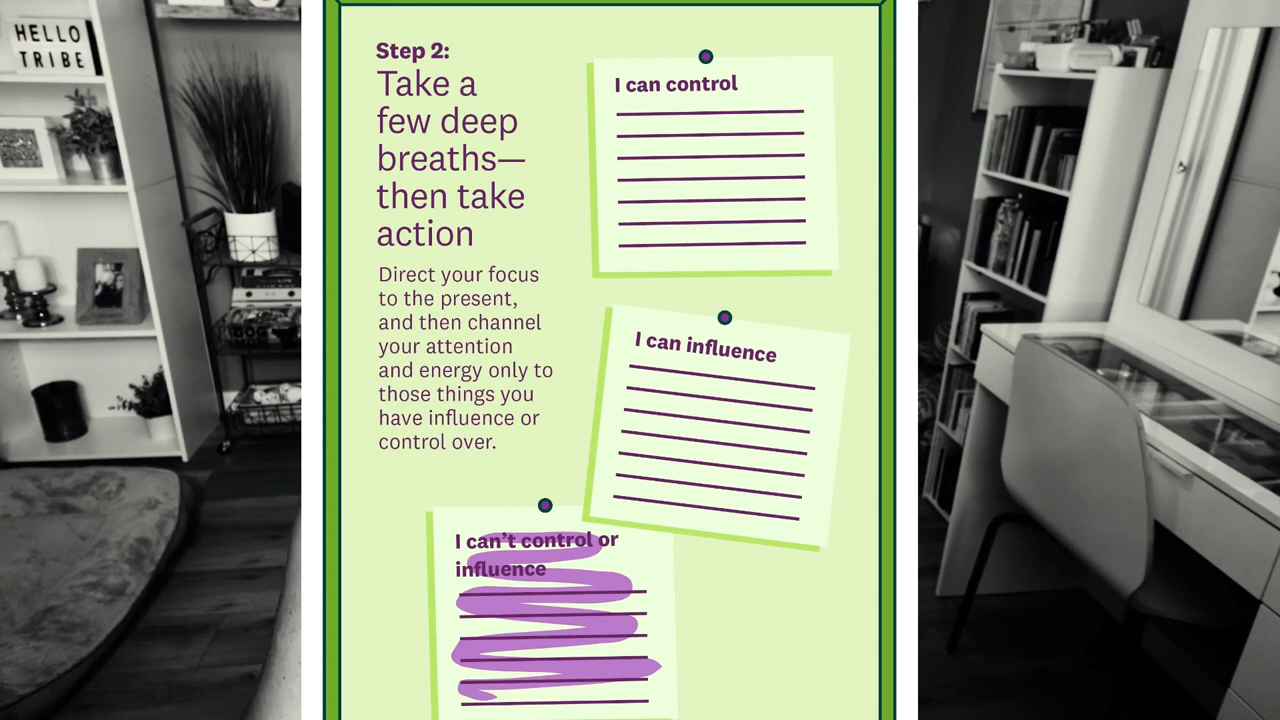 HELLO
TRIBE
Step 2:
Take a
few deep
breaths—
then take
action
Direct your focus
to the present,
and then channel
your attention
and energy only to
those things you
have influence or
control over.
I can control
I can influence
I can't control or
influence